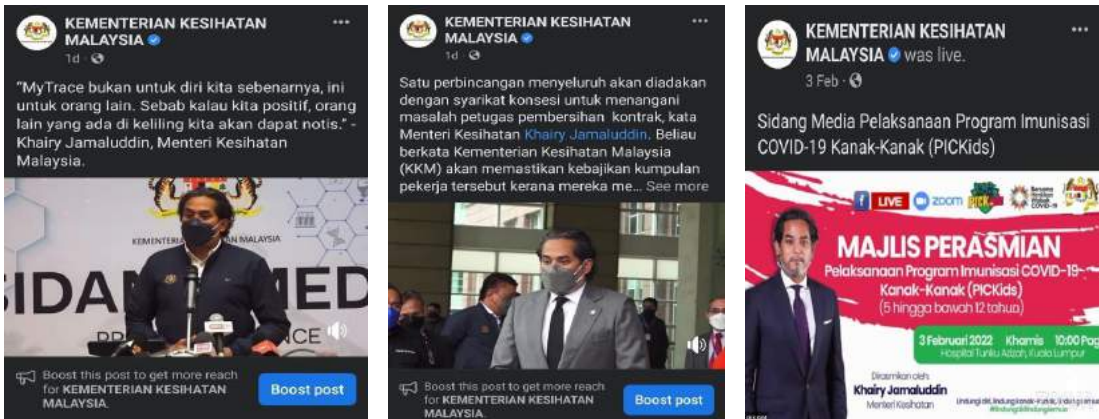 KEMENTERIAN KESIHATAN
MALAYSIA
1d
"MyTrace bukan untuk diri kita sebenarnya, ini
untuk orang lain. Sebab kalau kita positif, orang
lain yang ada di keliling kita akan dapat notis." -
Khairy Jamaluddin, Menteri Kesihatan
Malaysia.
KEMENTERIAN KESIHATAN MALAYSIA
SIDANG MED
Boost this post to get more reach
for KEMENTERIAN KESIHATAN
MALAYSIA.
Boost post
KEMENTERIAN KESIHATAN
MALAYSIA
1d
Satu perbincangan menyeluruh akan diadakan
dengan syarikat konsesi untuk menangani
masalah petugas pembersihan kontrak, kata
Menteri Kesihatan Khairy Jamaluddin. Beliau
berkata Kementerian Kesihatan Malaysia
(KKM) akan memastikan kebajikan kumpulan
pekerja tersebut kerana mereka me... See more
Boost this post to get more reach
for KEMENTERIAN KESIHATAN
MALAYSIA.
Boost post
KEMENTERIAN KESIHATAN
MALAYSIA was live.
3 Feb
Sidang Media Pelaksanaan Program Imunisasi
COVID-19 Kanak-Kanak (PICKids)
LIVE zoom
MAJLIS PERASMIAN
Pelaksanaan Program Imunisasi COVID-19
Kanak-Kanak (PICKids)
(5 hingga bawah 12 tahun)
3 Februari 2022 Khamis 10:00 Pag
Hospital Tunku Azizah, Kuala Lumpur
Dirasmikan oleh:
Khairy Jamaluddin
Menteri Kesihatan